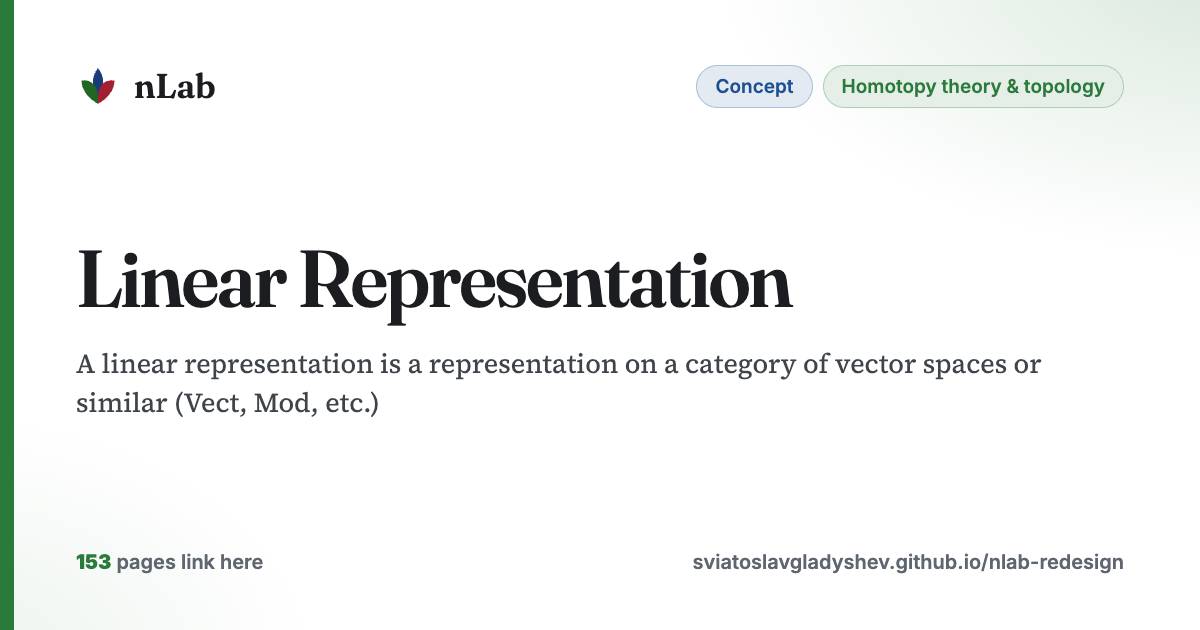 nLab
Concept
Homotopy theory & topology
Linear Representation
A linear representation is a representation on a category of vector spaces or
similar (Vect, Mod, etc.)
153 pages link here
sviatoslavgladyshev.github.io/nlab-redesign